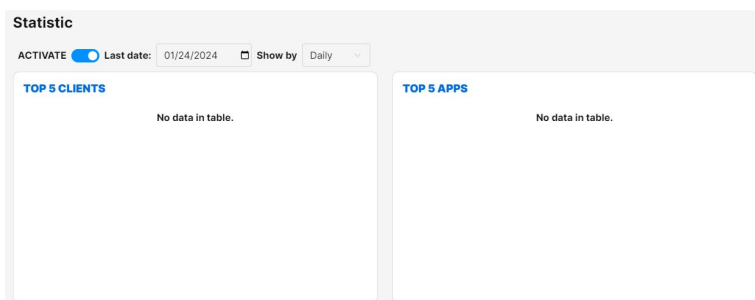 Statistic
ACTIVATE Last date: 01/24/2024 Show by Daily
TOP 5 CLIENTS
No data in table.
TOP 5 APPS
No data in table.